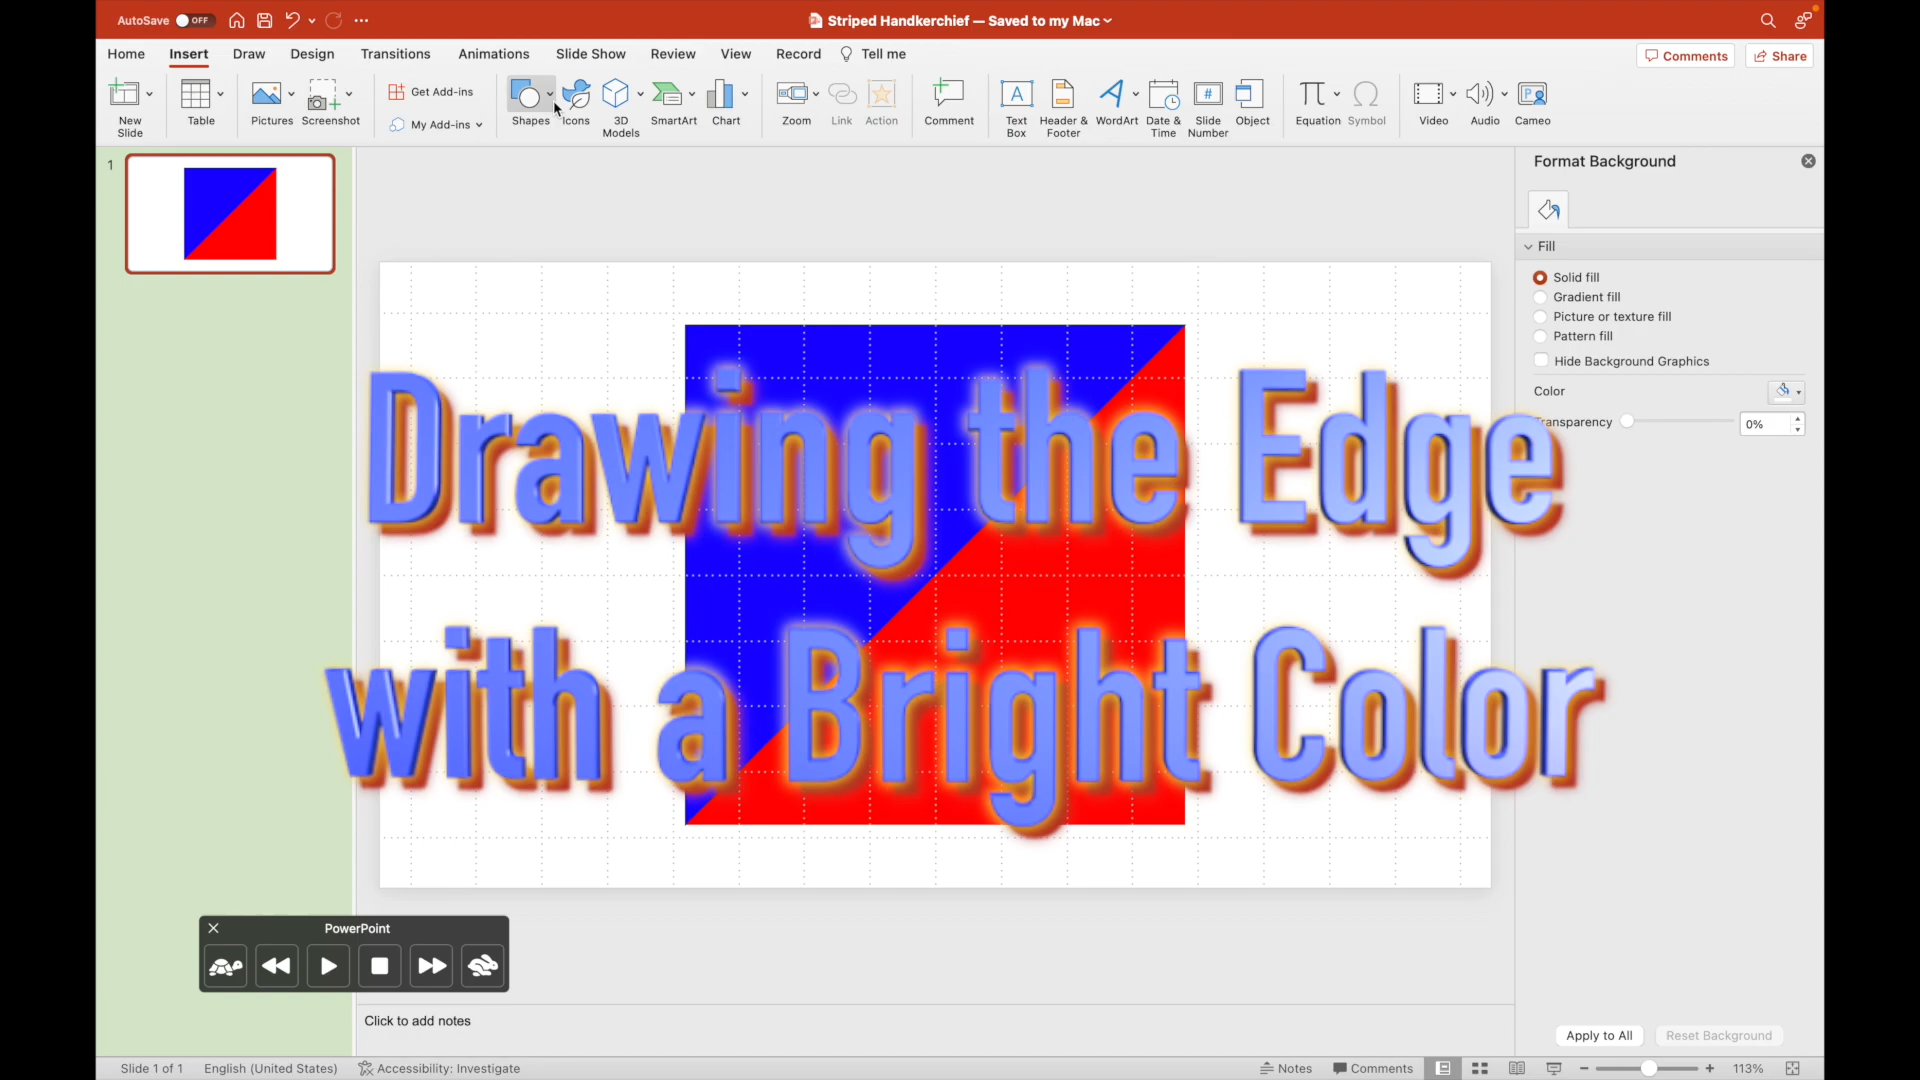 AutoSave OFF
Striped Handkerchief — Saved to my Mac
Home Insert Draw Design Transitions Animations Slide Show Review View Record Tell me
Comments Share
New Slide
Table
Pictures
Screenshot
Get Add-ins
My Add-ins
Shapes
Icons
3D Models
SmartArt
Chart
Zoom
Link
Action
Comment
Text Box
Header & Footer
WordArt
Date & Time
Slide Number
Object
Equation
Symbol
Video
Audio
Cameo
1
Format Background
Fill
Solid fill
Gradient fill
Picture or texture fill
Pattern fill
Hide Background Graphics
Color
ransparency 0%
Drawing the Edge
with a Bright Color
PowerPoint
Click to add notes
Apply to All Reset Background
Slide 1 of 1 English (United States) Accessibility: Investigate Notes Comments 113%